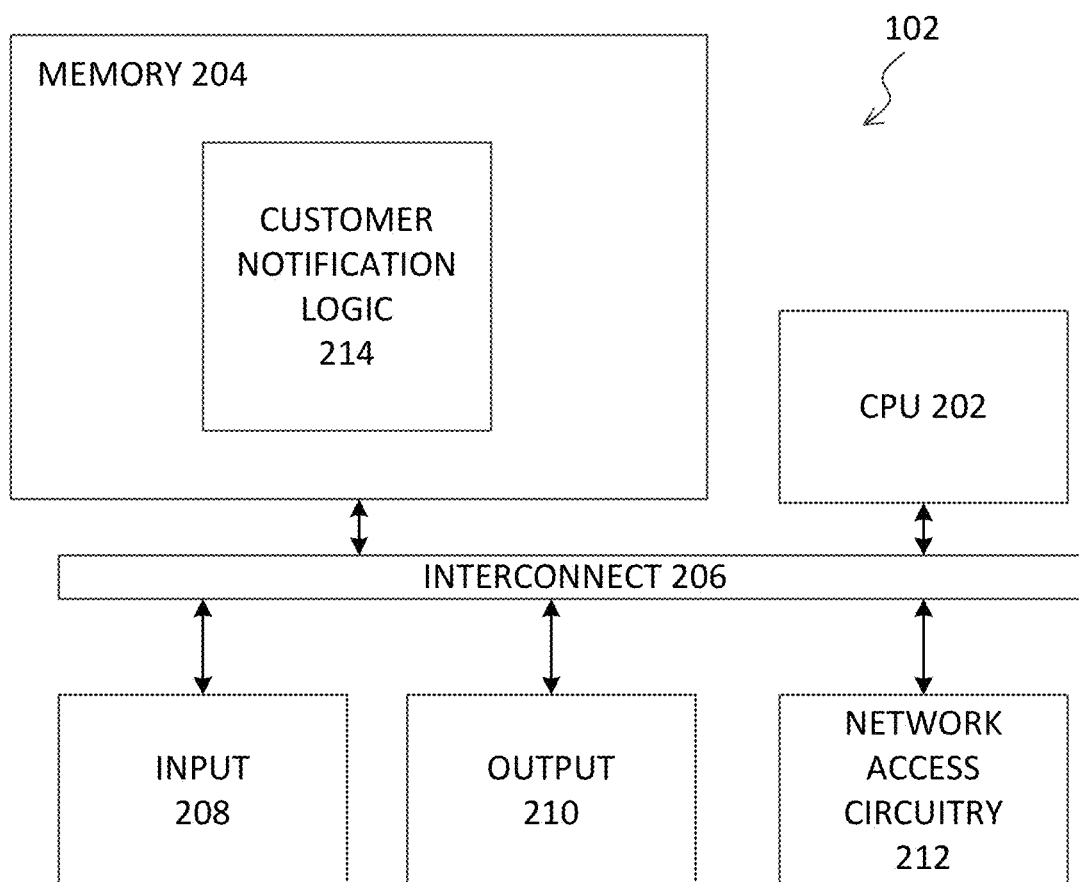 102
MEMORY 204
CUSTOMER
NOTIFICATION
LOGIC
214
CPU 202
INTERCONNECT 206
INPUT
208
OUTPUT
210
NETWORK
ACCESS
CIRCUITRY
212